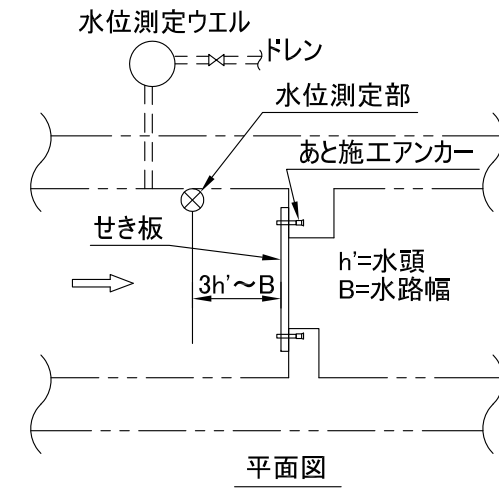 水位測定ウエル
ドレン
水位測定部
あと施工アンカー
せき板
3h'～B
h'=水頭
B=水路幅
平面図